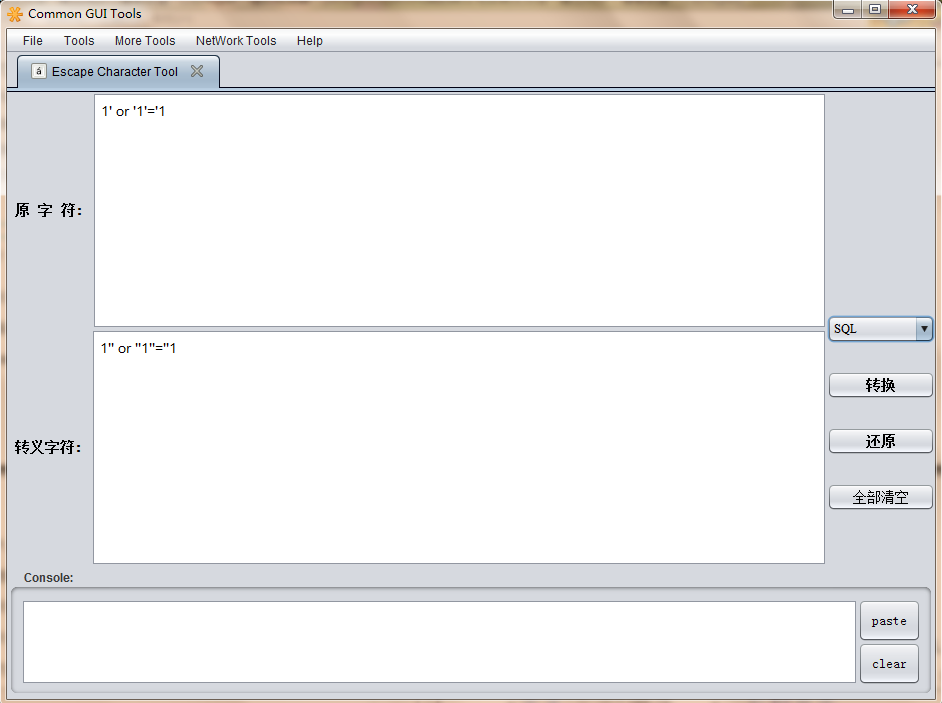 Common GUI Tools
File Tools More Tools NetWork Tools Help
á Escape Character Tool
原 字 符:
1' or '1'='1
SQL
转换
还原
全部清空
转义字符:
1'' or ''1''=''1
Console:
paste
clear